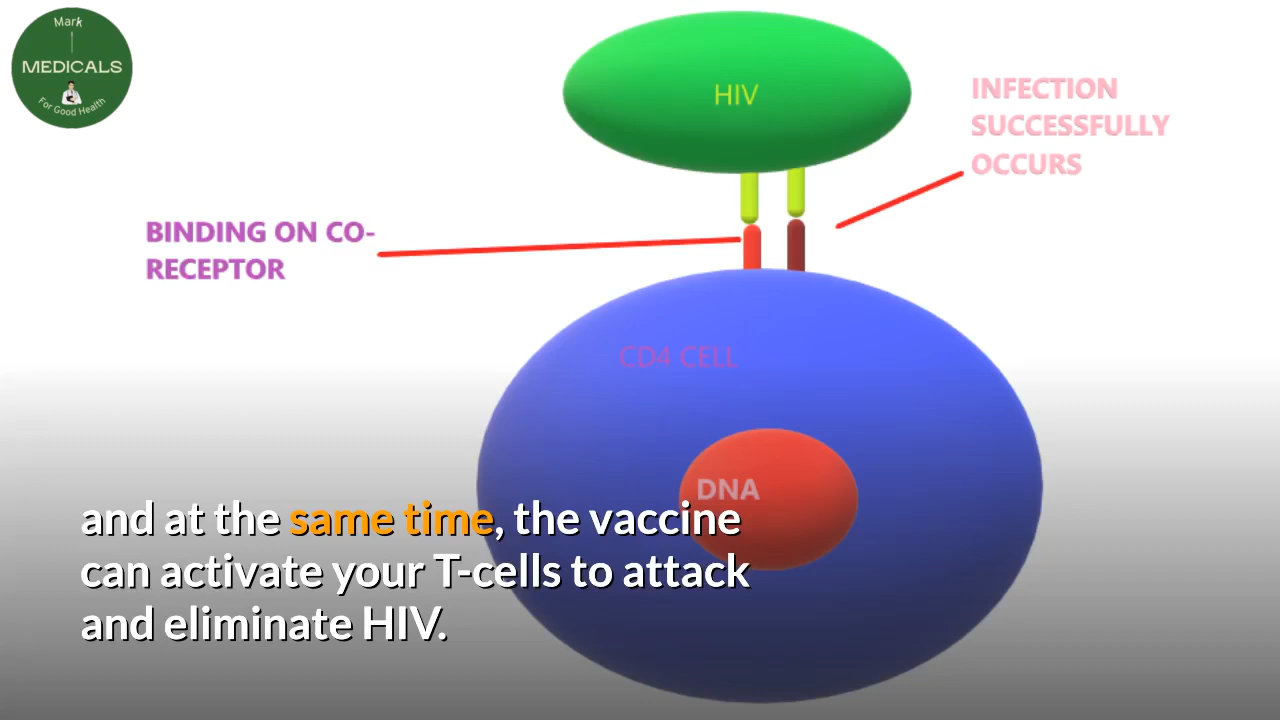 Mark
MEDICALS
For Good Health
HIV
INFECTION
SUCCESSFULLY
OCCURS
BINDING ON CO-
RECEPTOR
CD4 CELL
DNA
and at the same time, the vaccine
can activate your T-cells to attack
and eliminate HIV.